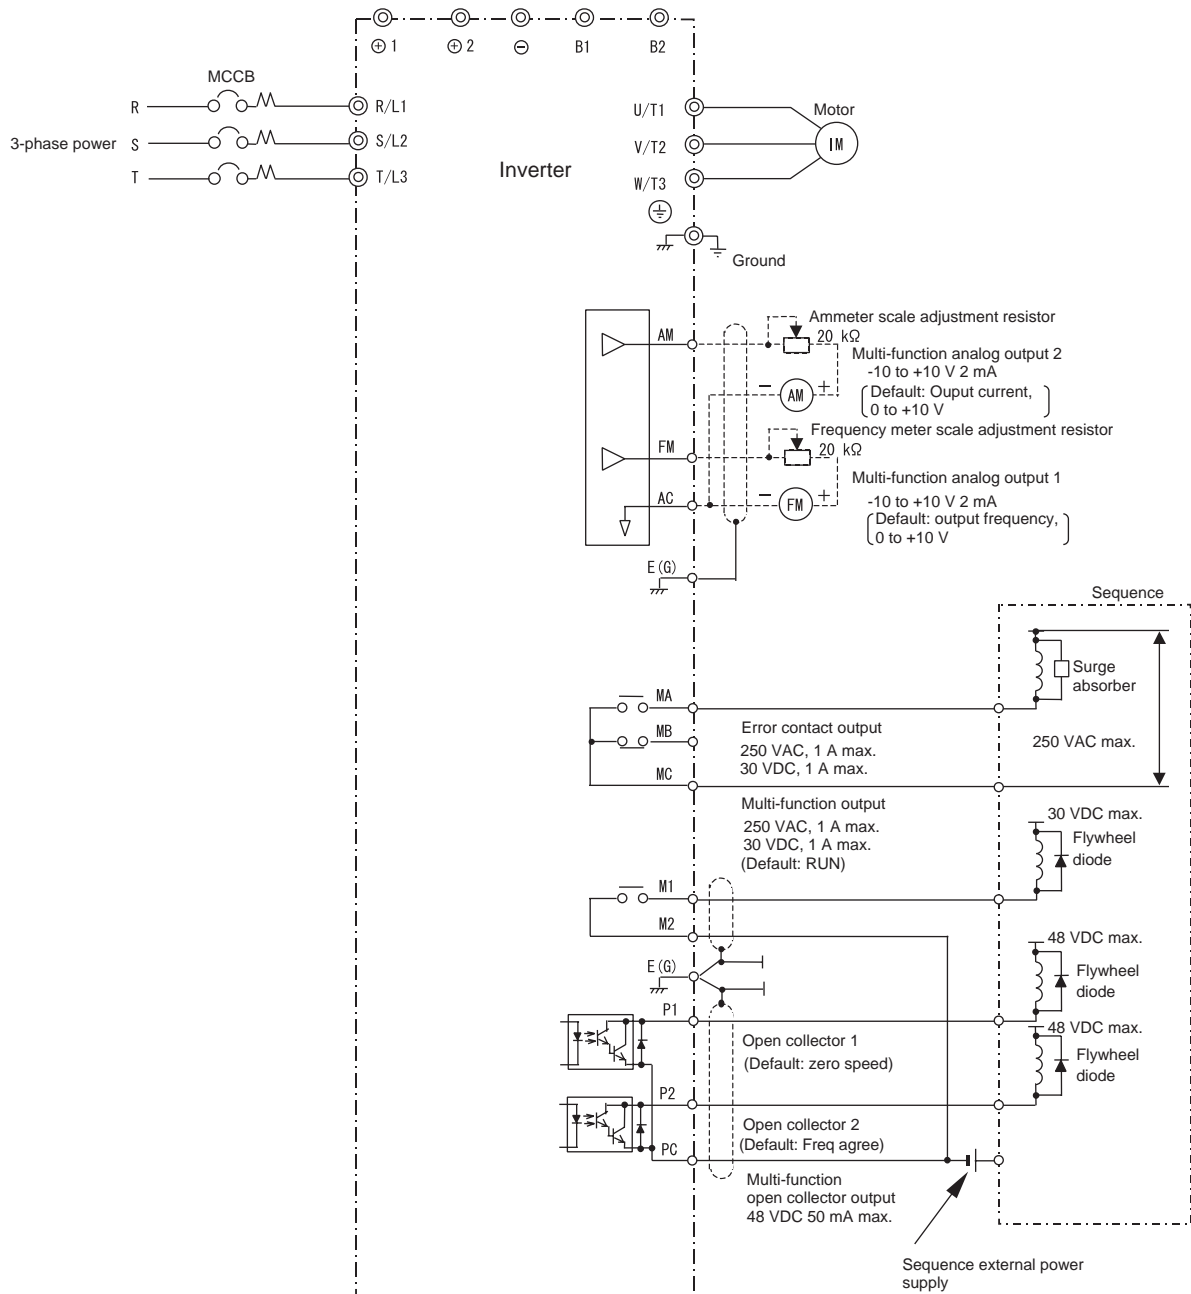 ⊕ 1
⊕ 2
⊖
B1
B2
MCCB
R
R/L1
3-phase power
S
S/L2
T
T/L3
Inverter
U/T1
Motor
V/T2
IM
W/T3
Ground
Ammeter scale adjustment resistor
AM
20 kΩ
Multi-function analog output 2
-10 to +10 V 2 mA
− AM +
Default: Ouput current,
0 to +10 V
Frequency meter scale adjustment resistor
FM
20 kΩ
Multi-function analog output 1
AC
− FM +
-10 to +10 V 2 mA
Default: output frequency,
0 to +10 V
E (G)
Sequence
Surge
absorber
MA
MB
Error contact output
250 VAC, 1 A max.
30 VDC, 1 A max.
250 VAC max.
MC
Multi-function output
250 VAC, 1 A max.
30 VDC, 1 A max.
(Default: RUN)
30 VDC max.
Flywheel
diode
M1
M2
48 VDC max.
E (G)
Flywheel
diode
P1
48 VDC max.
Open collector 1
(Default: zero speed)
Flywheel
diode
P2
Open collector 2
(Default: Freq agree)
PC
Multi-function
open collector output
48 VDC 50 mA max.
Sequence external power
supply